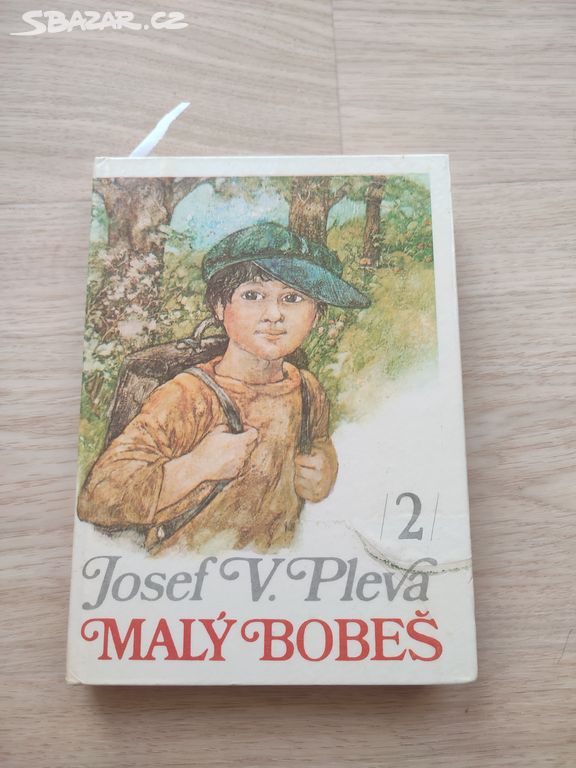 SBAZAR.CZ
/2/
Josef V. Pleva
MALÝ BOBEŠ